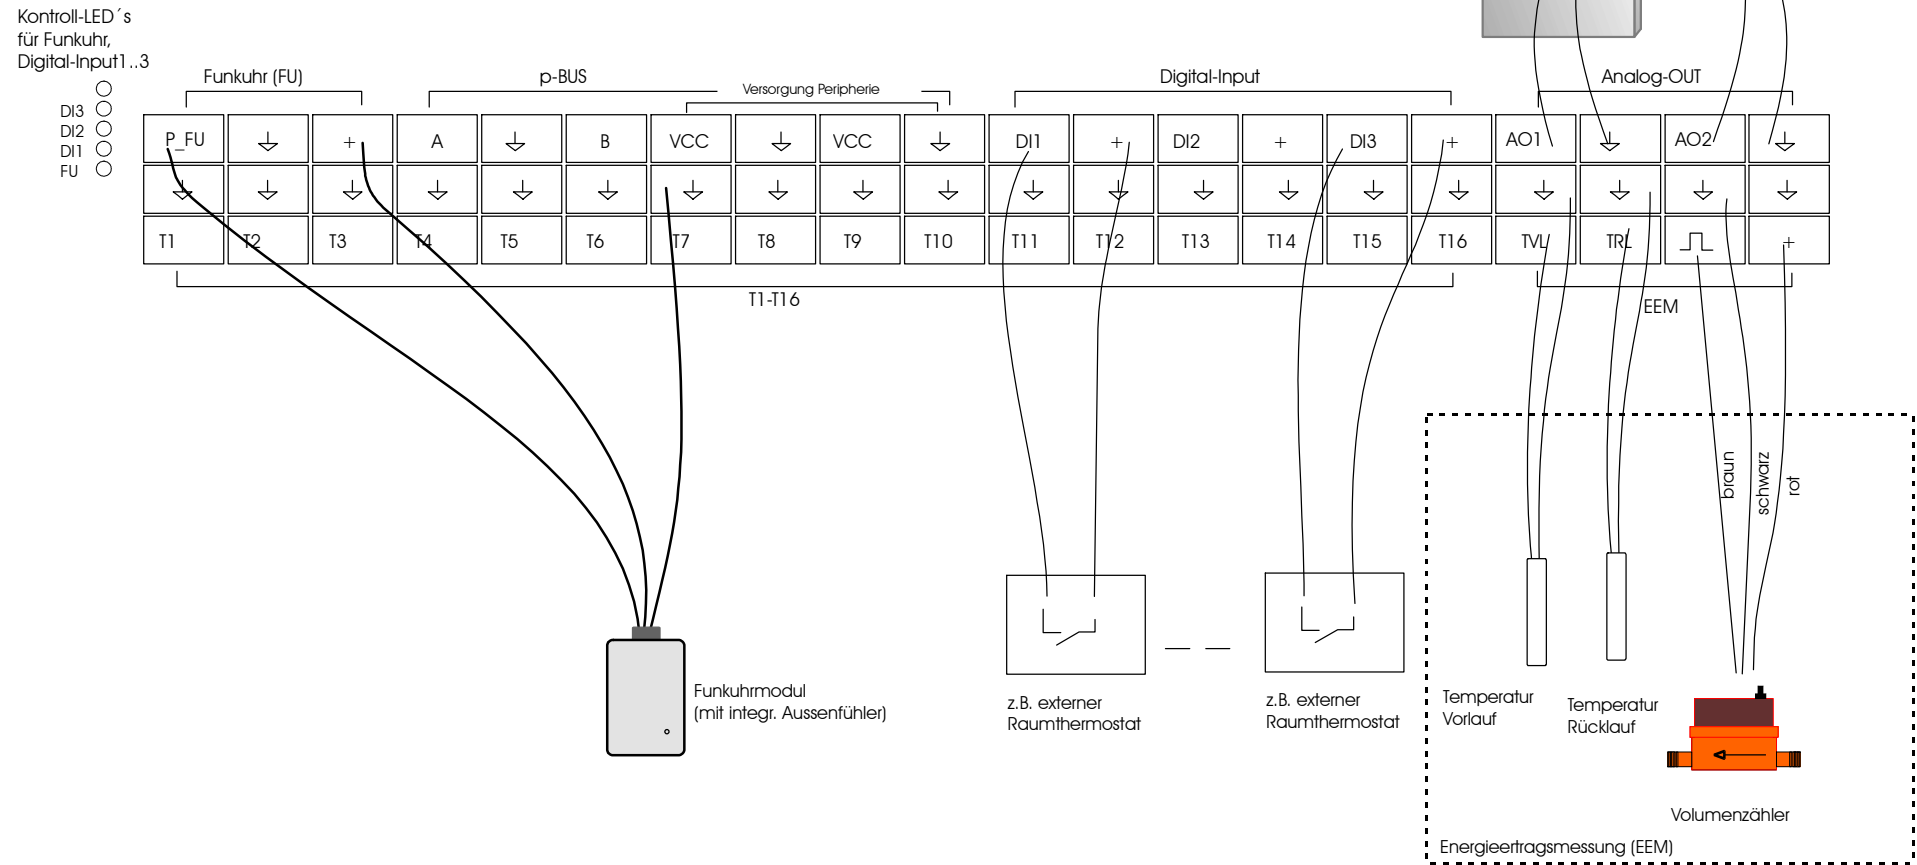 Kontroll-LED´s
für Funkuhr,
Digital-Input1..3
Funkuhr (FU)
p-BUS
Versorgung Peripherie
Digital-Input
Analog-OUT
DI3
DI2
DI1
FU
P_FU + A B VCC VCC DI1 + DI2 + DI3 + AO1 AO2
T1 T2 T3 T4 T5 T6 T7 T8 T9 T10 T11 T12 T13 T14 T15 T16 TVL TRL +
T1-T16
EEM
braun
schwarz
rot
Funkuhrmodul
(mit integr. Aussenfühler)
z.B. externer
Raumthermostat
z.B. externer
Raumthermostat
Temperatur
Vorlauf
Temperatur
Rücklauf
Volumenzähler
Energieertragsmessung (EEM)